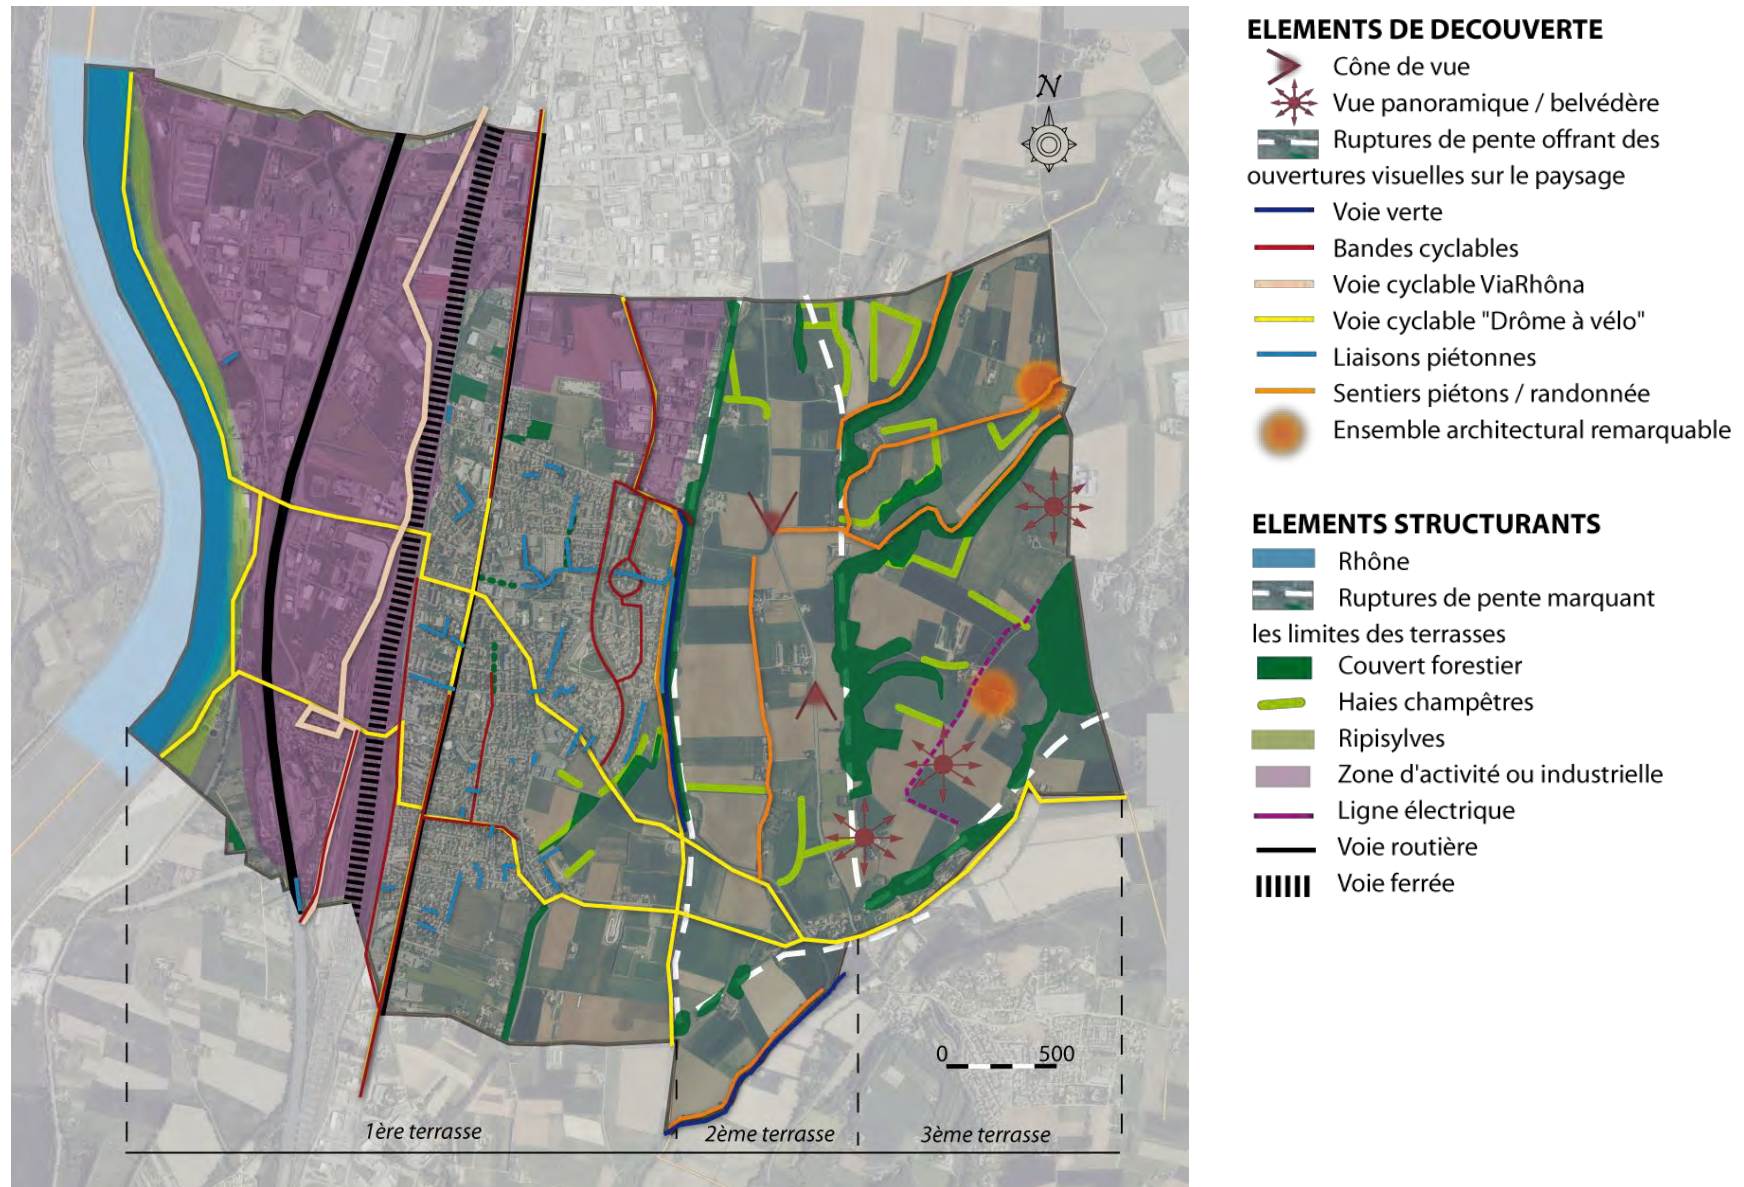 N
0 500
1ère terrasse
2ème terrasse
3ème terrasse
ELEMENTS DE DECOUVERTE
Cône de vue
Vue panoramique / belvédère
Ruptures de pente offrant des
ouvertures visuelles sur le paysage
Voie verte
Bandes cyclables
Voie cyclable ViaRhôna
Voie cyclable "Drôme à vélo"
Liaisons piétonnes
Sentiers piétons / randonnée
Ensemble architectural remarquable
ELEMENTS STRUCTURANTS
Rhône
Ruptures de pente marquant
les limites des terrasses
Couvert forestier
Haies champêtres
Ripisylves
Zone d'activité ou industrielle
Ligne électrique
Voie routière
Voie ferrée